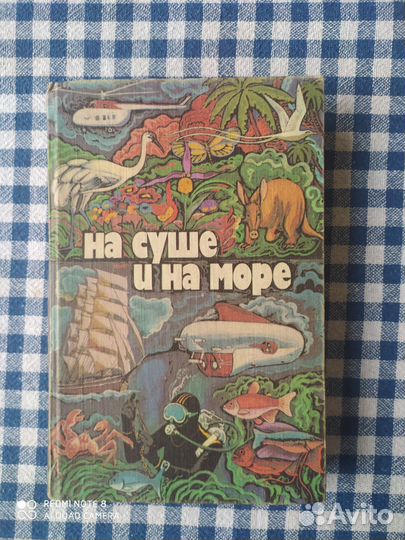 на суше
и на море
REDMI NOTE 8
AI QUAD CAMERA
Avito